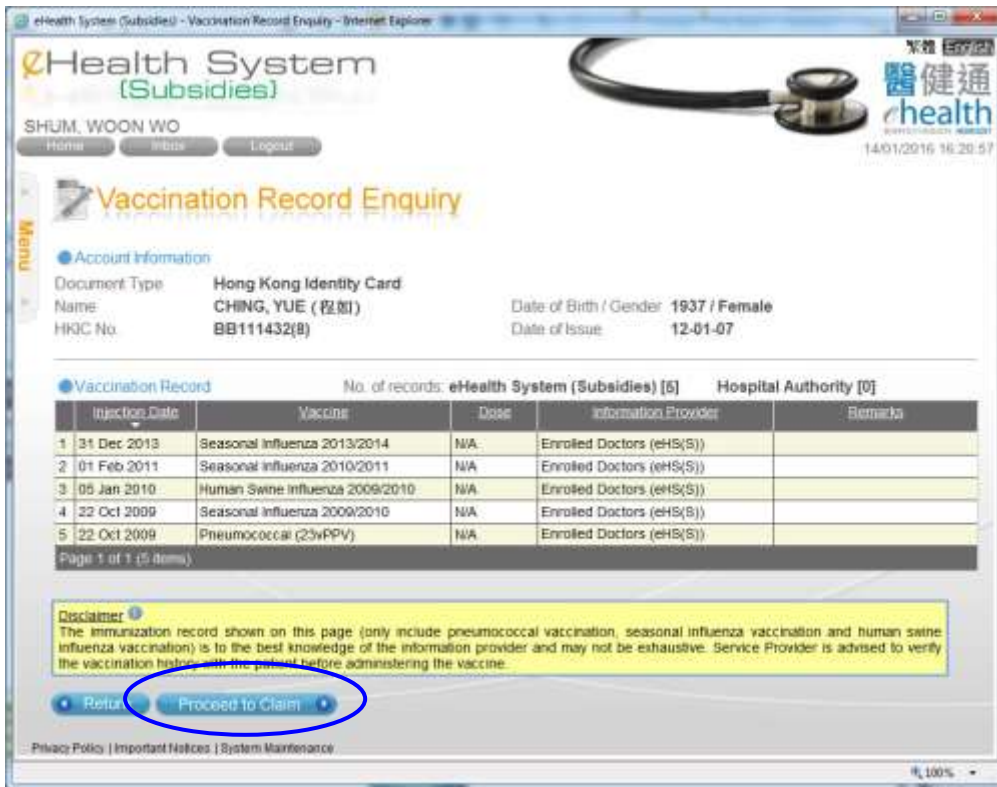 eHealth System (Subsidies) - Vaccination Record Enquiry - Internet Explorer
eHealth System
(Subsidies)
繁體 English
醫健通
ehealth
SHUM, WOON WO
Home Inbox Logout
14/01/2016 16:20:57
Menu
Vaccination Record Enquiry
Account Information
Document Type Hong Kong Identity Card
Name CHING, YUE (程如) Date of Birth / Gender 1937 / Female
HKIC No. BB111432(8) Date of Issue 12-01-07
Vaccination Record No. of records: eHealth System (Subsidies) [5] Hospital Authority [0]
Injection Date Vaccine Dose Information Provider Remarks
1 31 Dec 2013 Seasonal Influenza 2013/2014 N/A Enrolled Doctors (eHS(S))
2 01 Feb 2011 Seasonal Influenza 2010/2011 N/A Enrolled Doctors (eHS(S))
3 05 Jan 2010 Human Swine Influenza 2009/2010 N/A Enrolled Doctors (eHS(S))
4 22 Oct 2009 Seasonal Influenza 2009/2010 N/A Enrolled Doctors (eHS(S))
5 22 Oct 2009 Pneumococcal (23vPPV) N/A Enrolled Doctors (eHS(S))
Page 1 of 1 (5 items)
Disclaimer
The immunization record shown on this page (only include pneumococcal vaccination, seasonal influenza vaccination and human swine
influenza vaccination) is to the best knowledge of the information provider and may not be exhaustive. Service Provider is advised to verify
the vaccination history with the patient before administering the vaccine.
Return Proceed to Claim
Privacy Policy | Important Notices | System Maintenance
100%